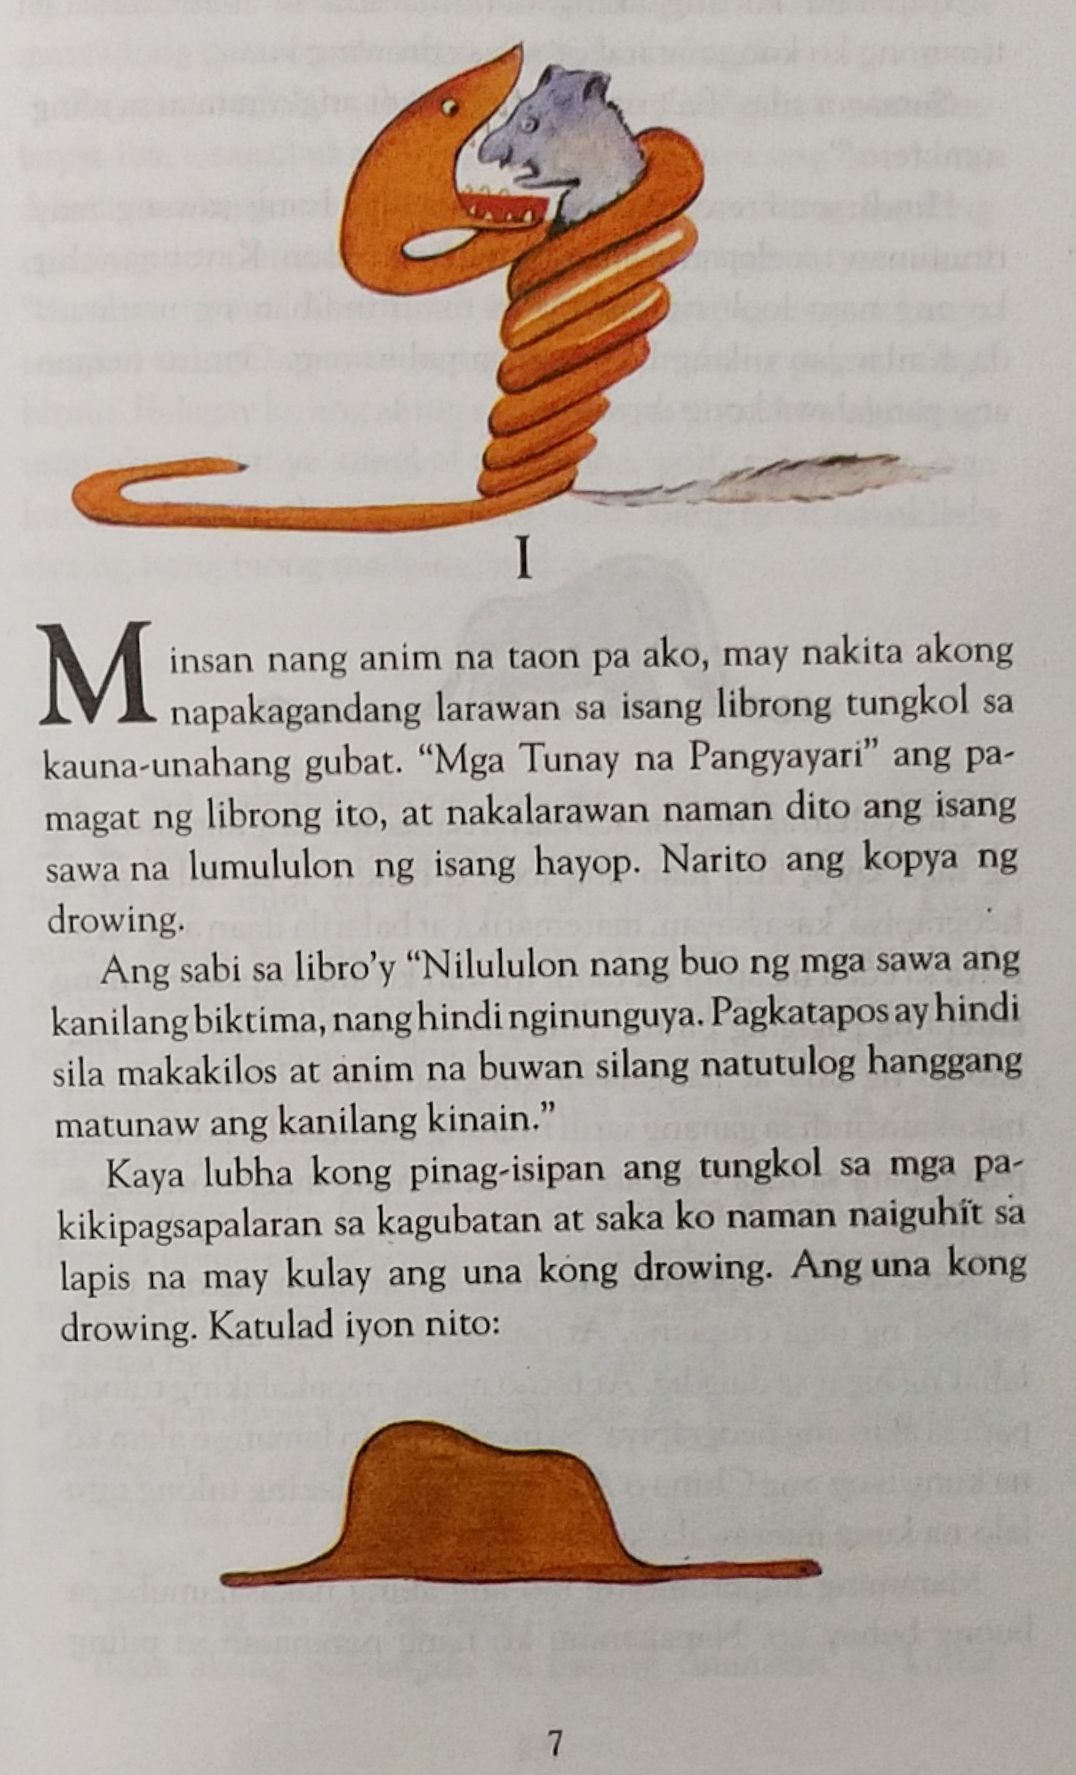 I
Minsan nang anim na taon pa ako, may nakita akong
napakagandang larawan sa isang librong tungkol sa
kauna-unahang gubat. “Mga Tunay na Pangyayari” ang pa-
magat ng librong ito, at nakalarawan naman dito ang isang
sawa na lumululon ng isang hayop. Narito ang kopya ng
drowing.
Ang sabi sa libro’y “Nilululon nang buo ng mga sawa ang
kanilang biktima, nang hindi nginunguya. Pagkatapos ay hindi
sila makakilos at anim na buwan silang natutulog hanggang
matunaw ang kanilang kinain.”
Kaya lubha kong pinag-isipan ang tungkol sa mga pa-
kikipagsapalaran sa kagubatan at saka ko naman naiguhit sa
lapis na may kulay ang una kong drowing. Ang una kong
drowing. Katulad iyon nito:
7